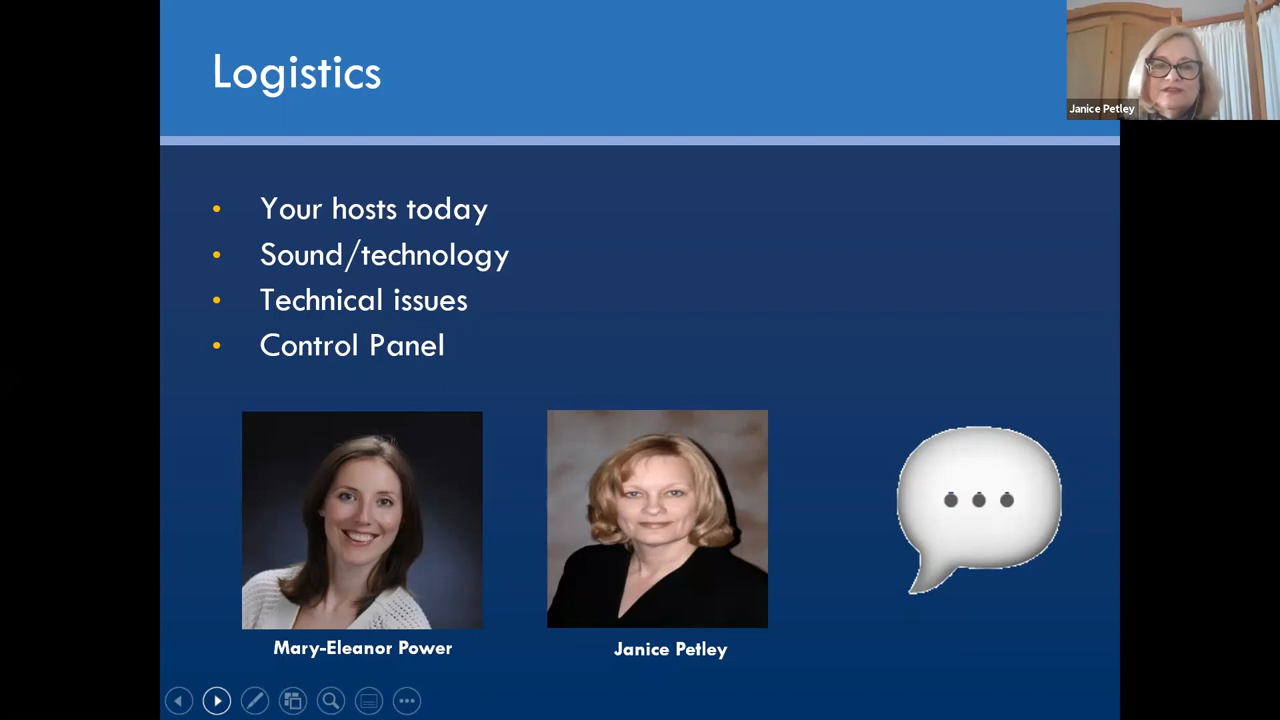 Logistics
Janice Petley
• Your hosts today
• Sound/technology
• Technical issues
• Control Panel
Mary-Eleanor Power
Janice Petley